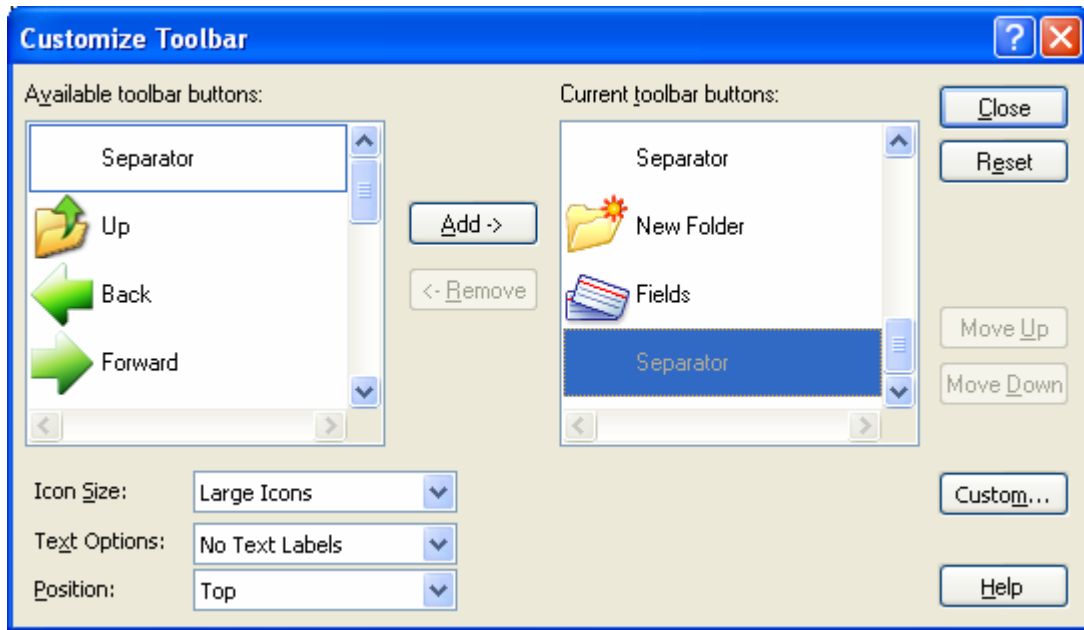 Customize Toolbar
Available toolbar buttons:
Separator
Up
Back
Forward
Add ->
<- Remove
Current toolbar buttons:
Separator
New Folder
Fields
Separator
Close
Reset
Move Up
Move Down
Icon Size: Large Icons
Text Options: No Text Labels
Position: Top
Custom...
Help